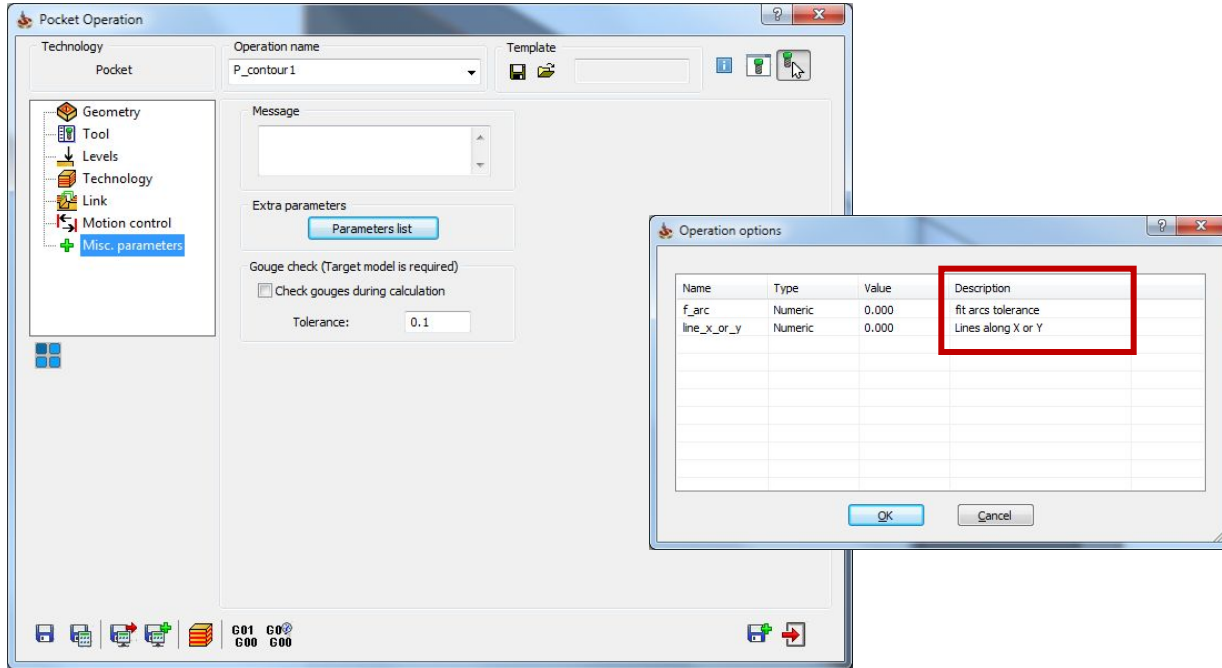 Pocket Operation
Technology
Pocket
Operation name
P_contour1
Template
Geometry
Tool
Levels
Technology
Link
Motion control
Misc. parameters
Message
Extra parameters
Parameters list
Gouge check (Target model is required)
Check gouges during calculation
Tolerance: 0.1
G01
G00
G0
G00
Operation options
Name Type Value Description
f_arc Numeric 0.000 fit arcs tolerance
line_x_or_y Numeric 0.000 Lines along X or Y
OK Cancel